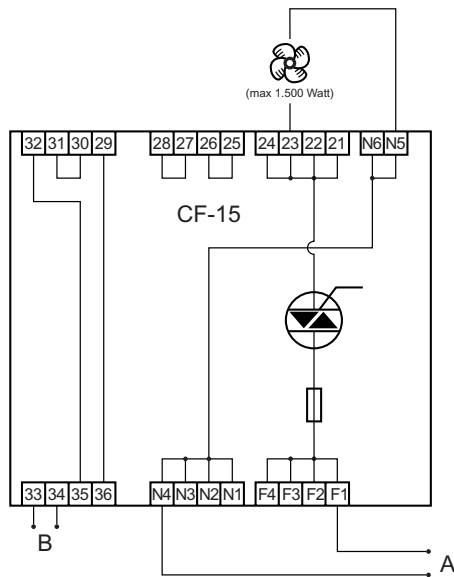 (max 1.500 Watt)
32 31 30 29 28 27 26 25 24 23 22 21 N6 N5
CF-15
33 34 35 36 N4 N3 N2 N1 F4 F3 F2 F1
B
A